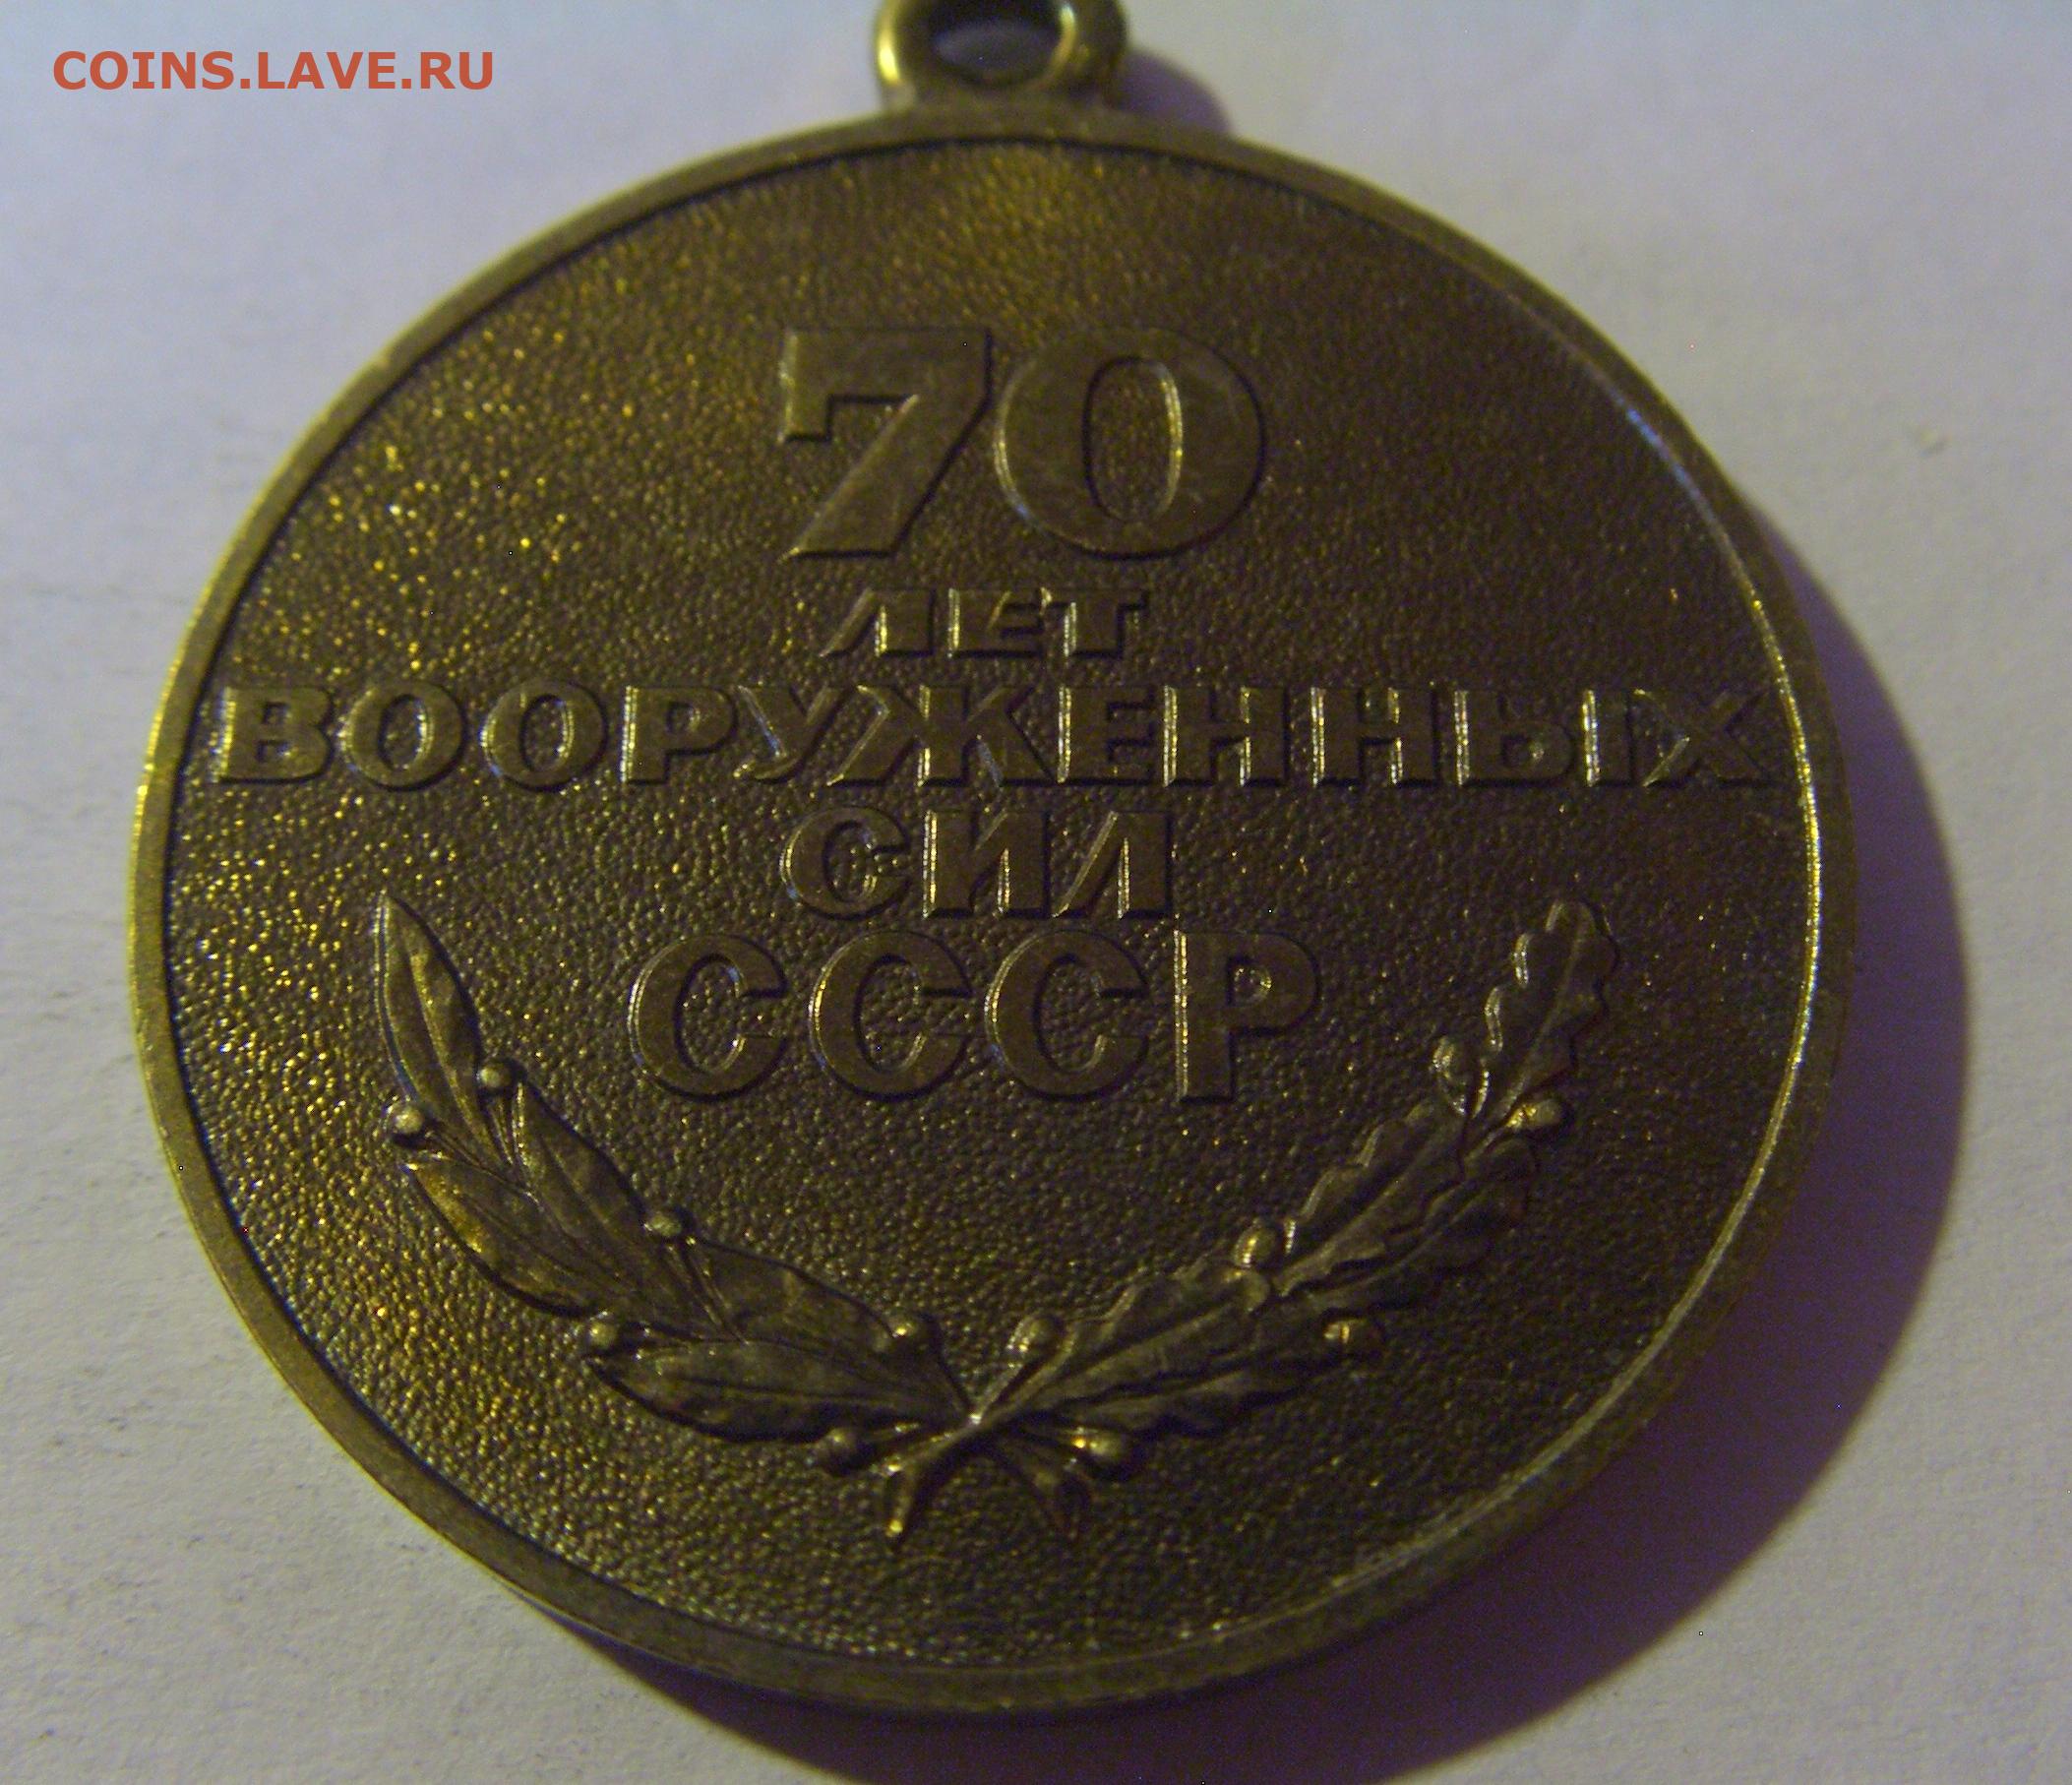 COINS.LAVE.RU
70
ЛЕТ
ВООРУЖЕННЫХ
СИЛ
СССР